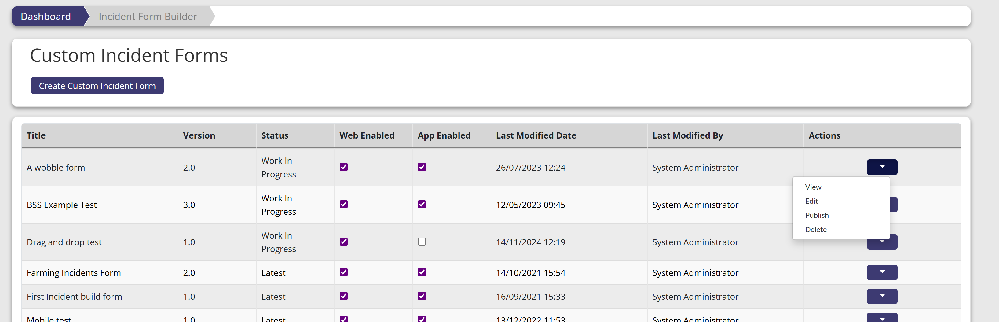 Dashboard
Incident Form Builder
Custom Incident Forms
Create Custom Incident Form
Title Version Status Web Enabled App Enabled Last Modified Date Last Modified By Actions
A wobble form 2.0 Work In Progress 26/07/2023 12:24 System Administrator
View
Edit
Publish
Delete
BSS Example Test 3.0 Work In Progress 12/05/2023 09:45 System Administrator
Drag and drop test 1.0 Work In Progress 14/11/2024 12:19 System Administrator
Farming Incidents Form 2.0 Latest 14/10/2021 15:54 System Administrator
First Incident build form 1.0 Latest 16/09/2021 15:33 System Administrator
Mobile test 1.0 Latest 13/12/2022 11:53 System Administrator